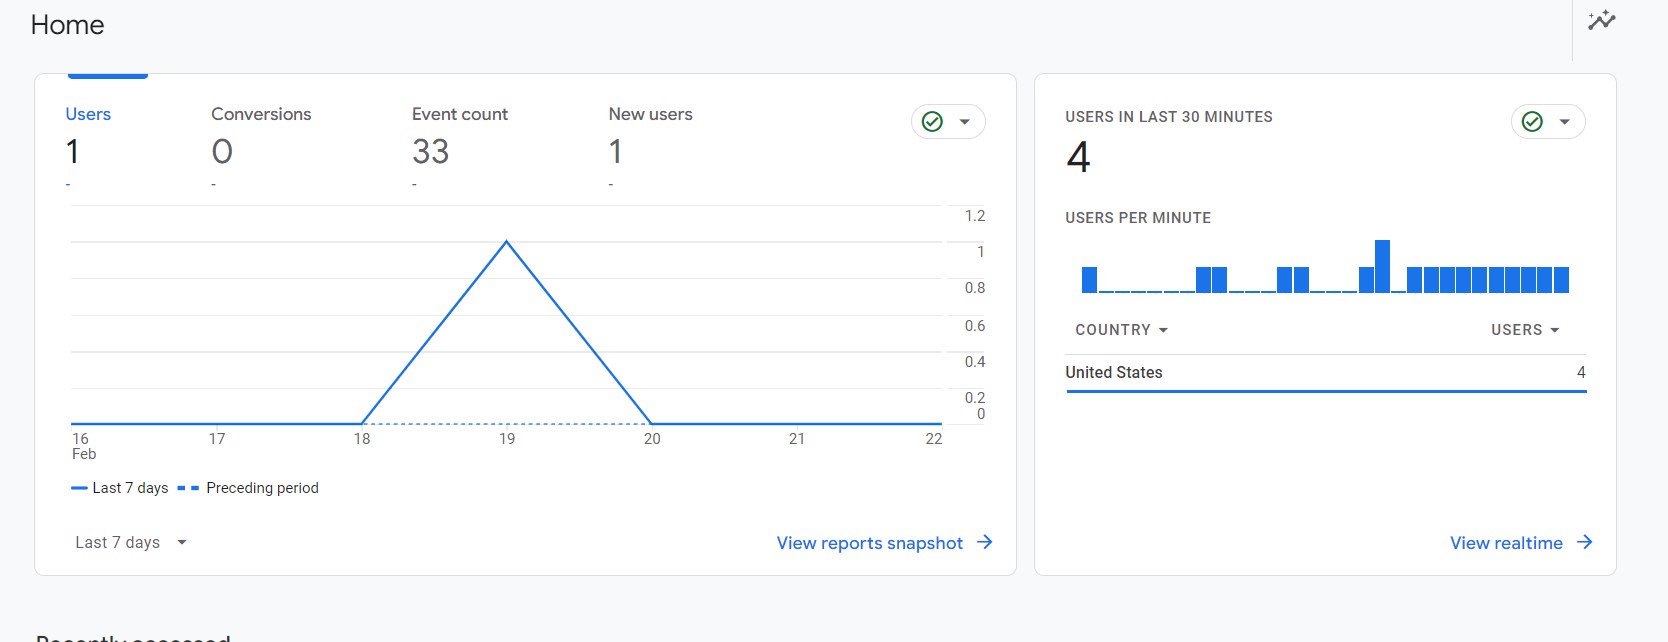 Home
Users
Conversions
Event count
New users
1
0
33
1
-
-
-
-
1.2
1
0.8
0.6
0.4
0.2
0
16
Feb
17
18
19
20
21
22
Last 7 days
Preceding period
Last 7 days
View reports snapshot
USERS IN LAST 30 MINUTES
4
USERS PER MINUTE
COUNTRY
USERS
United States
4
View realtime
Recently accessed